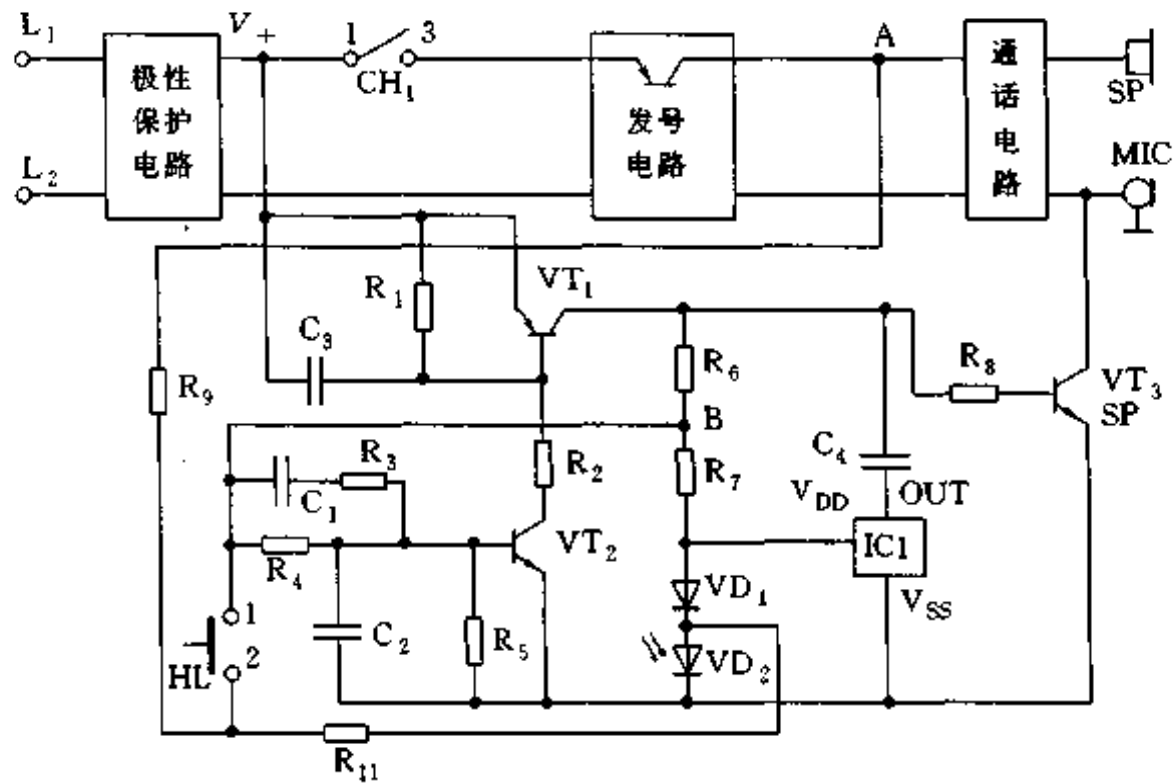 L₁
V₊
1
3
CH₁
A
SP
极性保护电路
发号电路
通话电路
L₂
MIC
R₁
VT₁
C₃
R₉
R₆
R₈
VT₃
SP
B
R₃
C₁
R₂
R₇
C₄
V_DD
OUT
IC1
R₄
VT₂
V_SS
1
VD₁
C₂
R₅
HL
2
VD₂
R₁₁